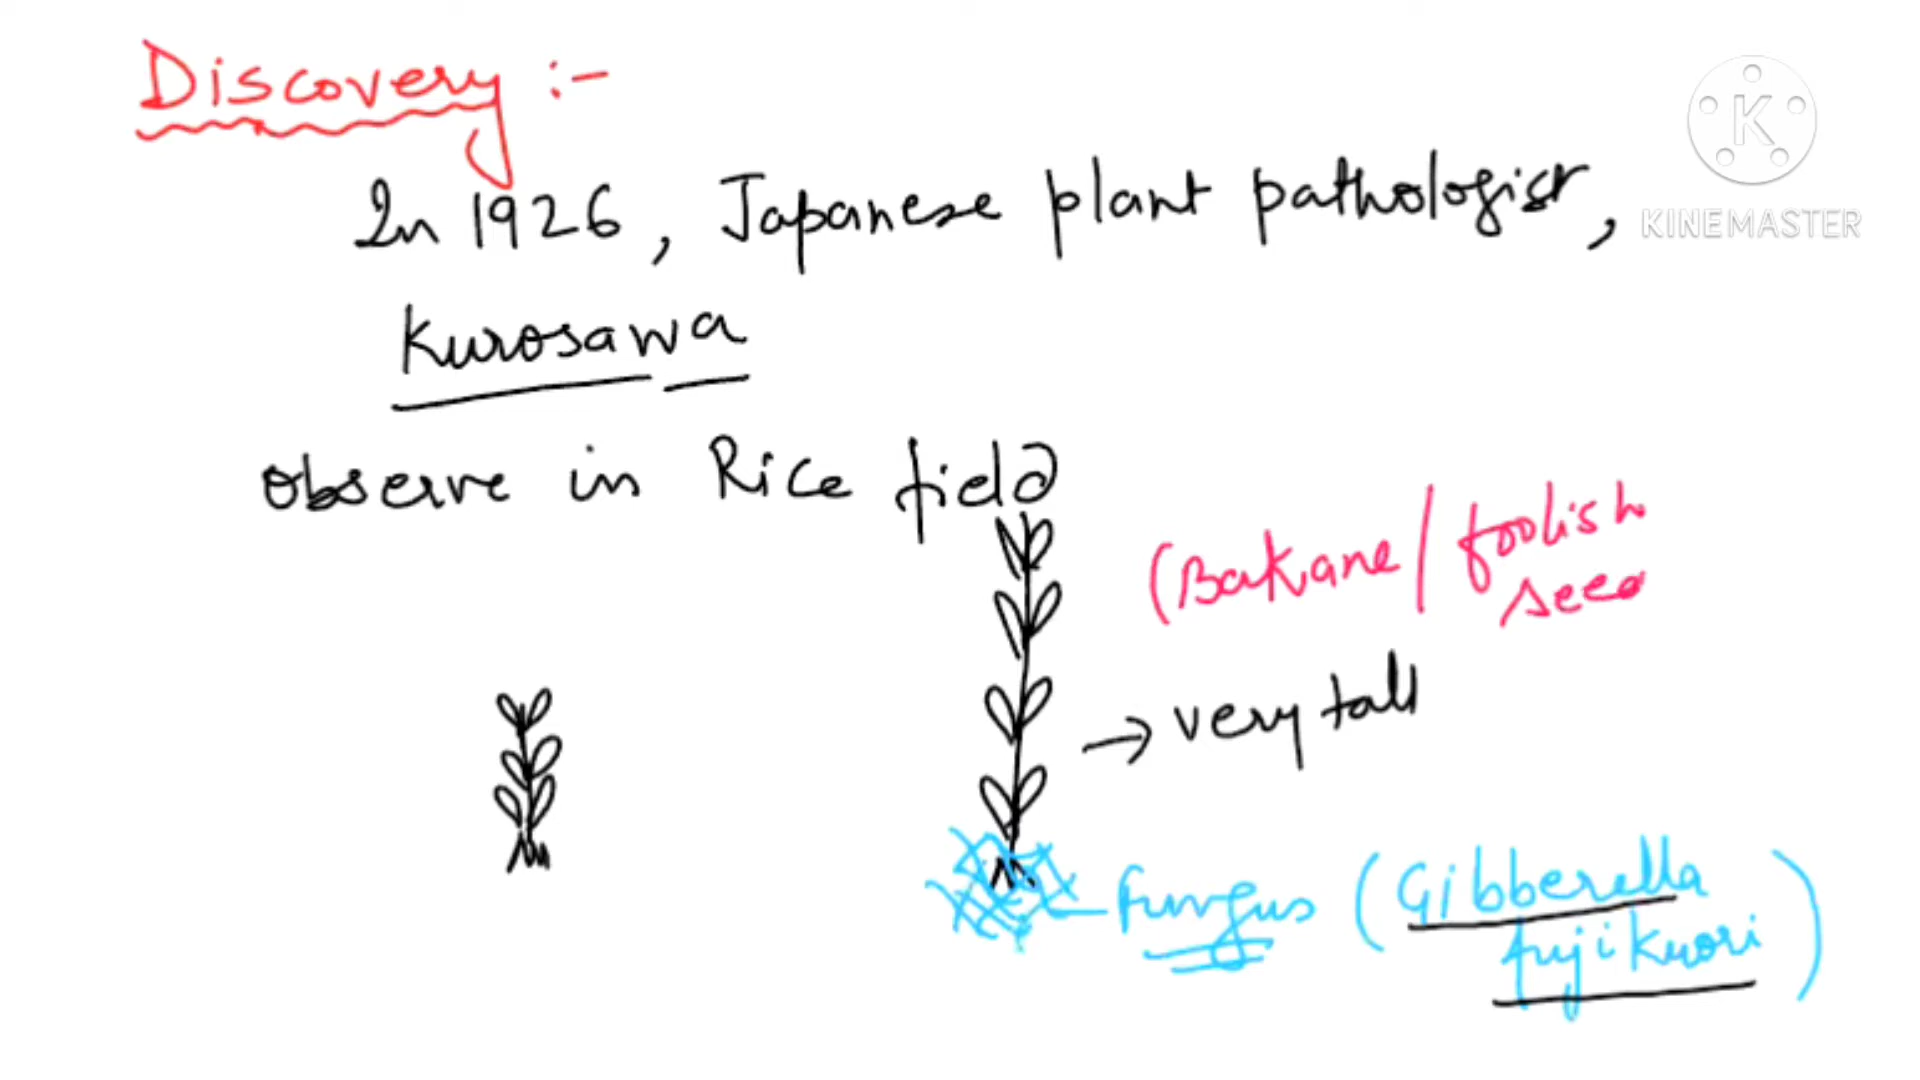 Discovery :-
In 1926, Japanese plant pathologist,
K
KINEMASTER
Kurosawa
observe in Rice field
(Bakane/foolish
seed
→ very tall
fungus (Gibberella
fujikuori)